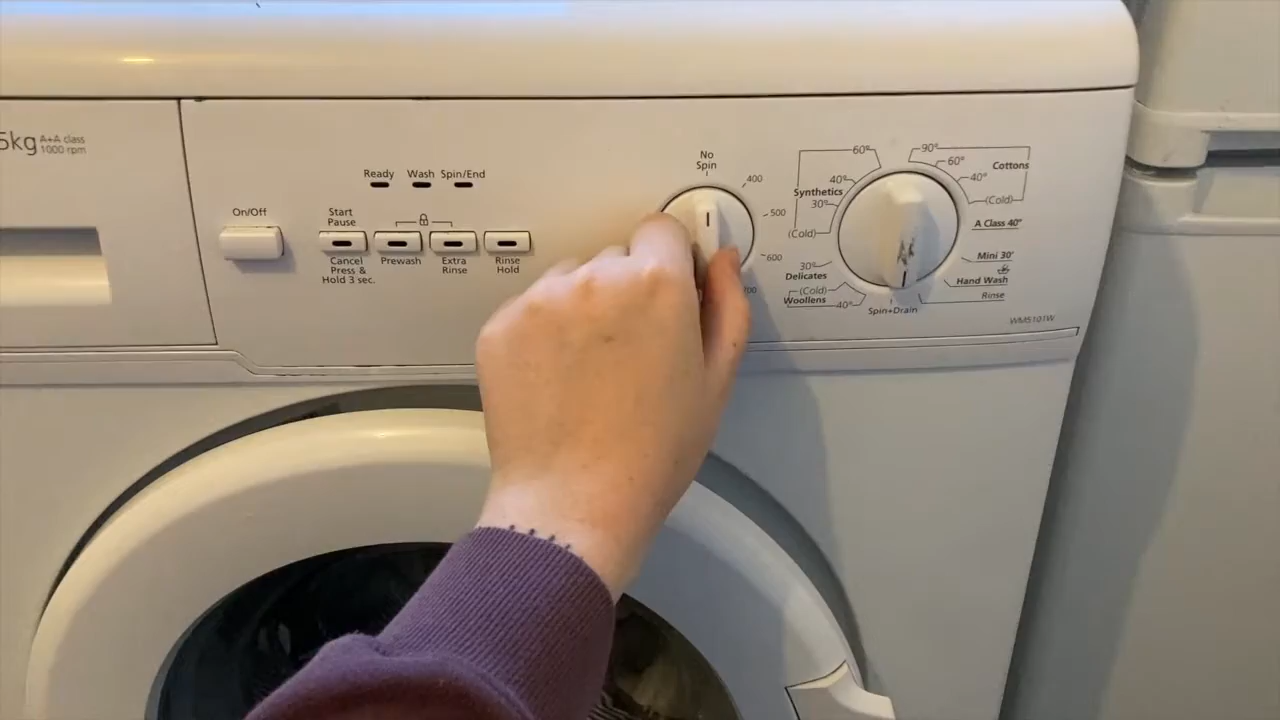 5kg
A+A class
1000 rpm
Ready
Wash
Spin/End
On/Off
Start
Pause
Cancel
Press &
Hold 3 sec.
Prewash
Extra
Rinse
Rinse
Hold
No
Spin
400
500
600
700
60°
40°
Synthetics
30°
(Cold)
30°
Delicates
(Cold)
Woollens
40°
Spin+Drain
90°
60°
Cottons
40°
(Cold)
A Class 40°
Mini 30'
Hand Wash
Rinse
WM5101W